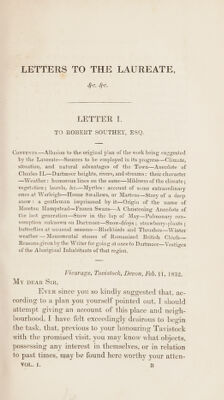 LETTERS TO THE LAUREATE,
&c. &c.
LETTER I.
TO ROBERT SOUTHEY, ESQ.
CONTENTS.—Allusion to the original plan of the work being suggested
by the Laureate—Sources to be employed in its progress—Climate,
situation, and natural advantages of the Town—Anecdote of
Charles II.—Dartmoor heights, rivers, and streams: their character
—Weather: humorous lines on the same—Mildness of the climate;
vegetation; laurels, &c.—Myrtles: account of some extraordinary
ones at Warleigh—House Swallows, or Martens—Story of a deep
snow: a gentleman imprisoned by it—Origin of the name of
Moreton Hampstead—Frozen Swans—A Christening Anecdote of
the last generation—Snow in the lap of May—Pulmonary con-
sumption unknown on Dartmoor—Snow-drops; strawberry-plants;
butterflies at unusual seasons—Blackbirds and Thrushes—Winter
weather—Monumental stones of Romanized British Chiefs—
Reasons given by the Writer for going at once to Dartmoor—Vestiges
of the Aboriginal Inhabitants of that region.
Vicarage, Tavistock, Devon, Feb. 11, 1832.
MY DEAR SIR,
EVER since you so kindly suggested that, ac-
cording to a plan you yourself pointed out, I should
attempt giving an account of this place and neigh-
bourhood, I have felt exceedingly desirous to begin
the task, that, previous to your honouring Tavistock
with the promised visit, you may know what objects,
possessing any interest in themselves, or in relation
to past times, may be found here worthy your atten-
VOL. I. B